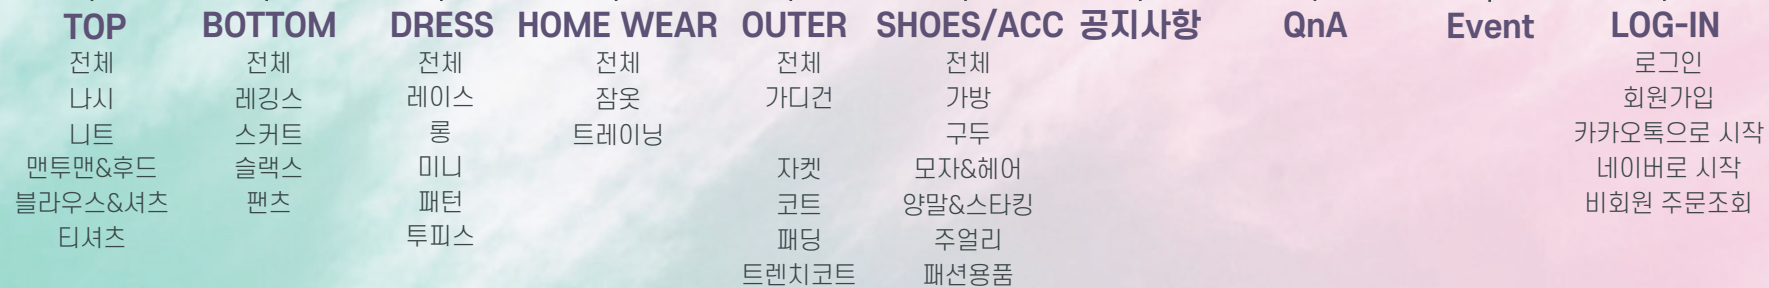 TOP
전체
나시
니트
맨투맨&후드
블라우스&셔츠
티셔츠
BOTTOM
전체
레깅스
스커트
슬랙스
팬츠
DRESS
전체
레이스
롱
미니
패턴
투피스
HOME WEAR
전체
잠옷
트레이닝
OUTER
전체
가디건
자켓
코트
패딩
트렌치코트
SHOES/ACC
전체
가방
구두
모자&헤어
양말&스타킹
주얼리
패션용품
공지사항
QnA
Event
LOG-IN
로그인
회원가입
카카오톡으로 시작
네이버로 시작
비회원 주문조회